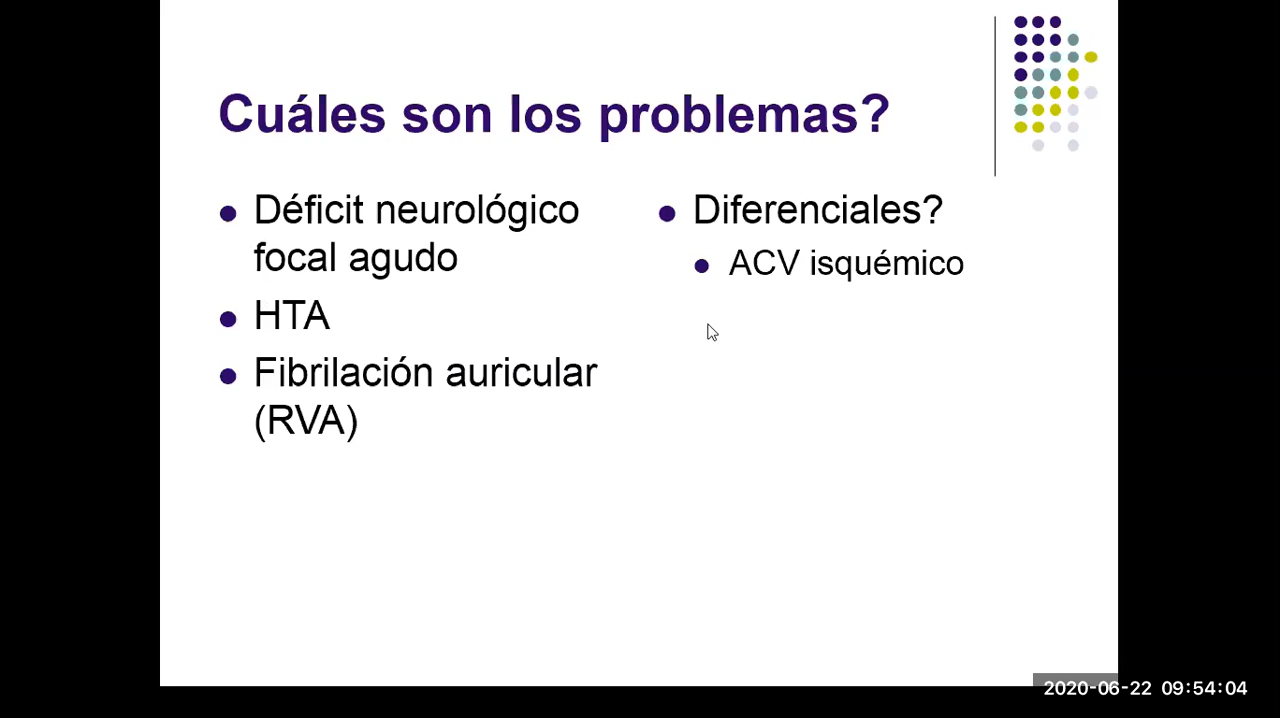 Cuáles son los problemas?
Déficit neurológico
focal agudo
HTA
Fibrilación auricular
(RVA)
Diferenciales?
ACV isquémico
2020-06-22 09:54:04